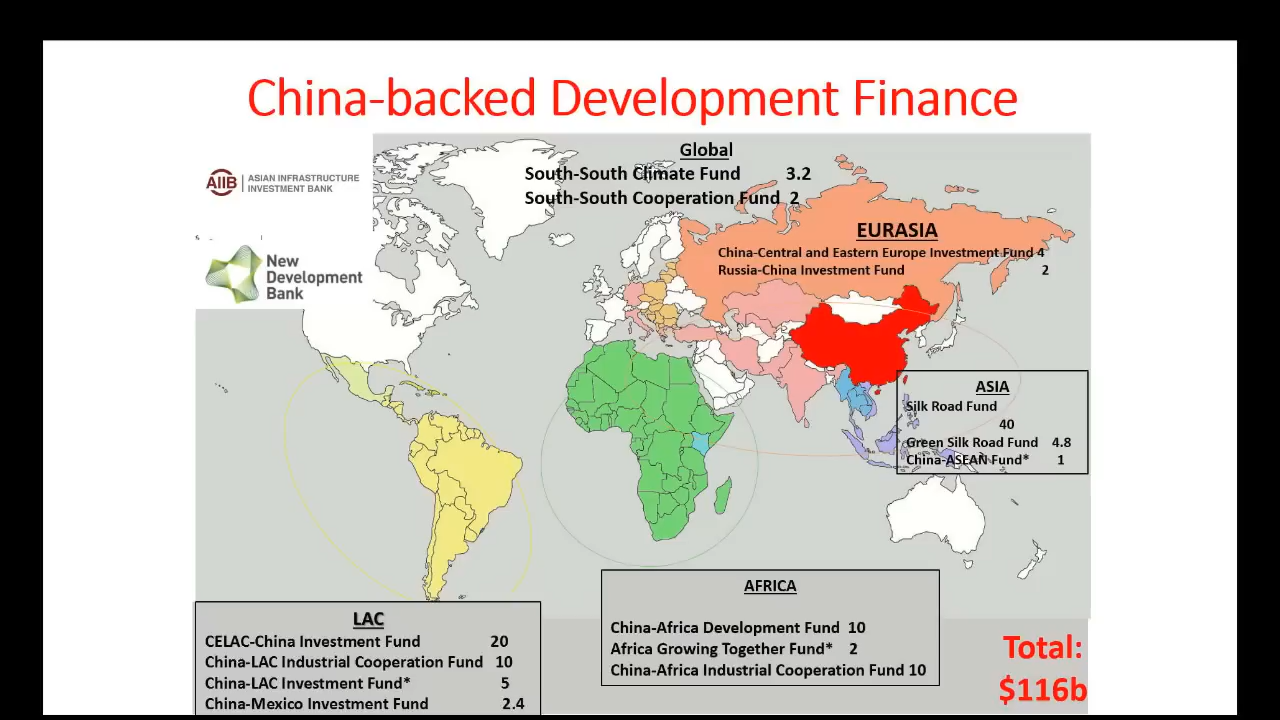 China-backed Development Finance
AIIB ASIAN INFRASTRUCTURE
INVESTMENT BANK
New
Development
Bank
Global
South-South Climate Fund 3.2
South-South Cooperation Fund 2
EURASIA
China-Central and Eastern Europe Investment Fund 4
Russia-China Investment Fund 2
ASIA
Silk Road Fund
40
Green Silk Road Fund 4.8
China-ASEAN Fund* 1
LAC
CELAC-China Investment Fund 20
China-LAC Industrial Cooperation Fund 10
China-LAC Investment Fund* 5
China-Mexico Investment Fund 2.4
AFRICA
China-Africa Development Fund 10
Africa Growing Together Fund* 2
China-Africa Industrial Cooperation Fund 10
Total:
$116b